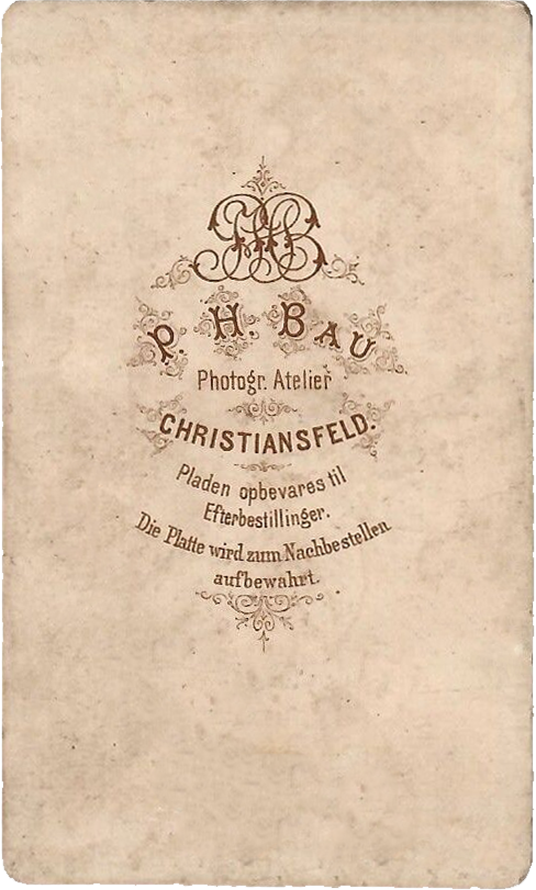 PHB
P. H. BAU
Photogr. Atelier
CHRISTIANSFELD.
Pladen opbevares til
Efterbestillinger.
Die Platte wird zum Nachbestellen
aufbewahrt.